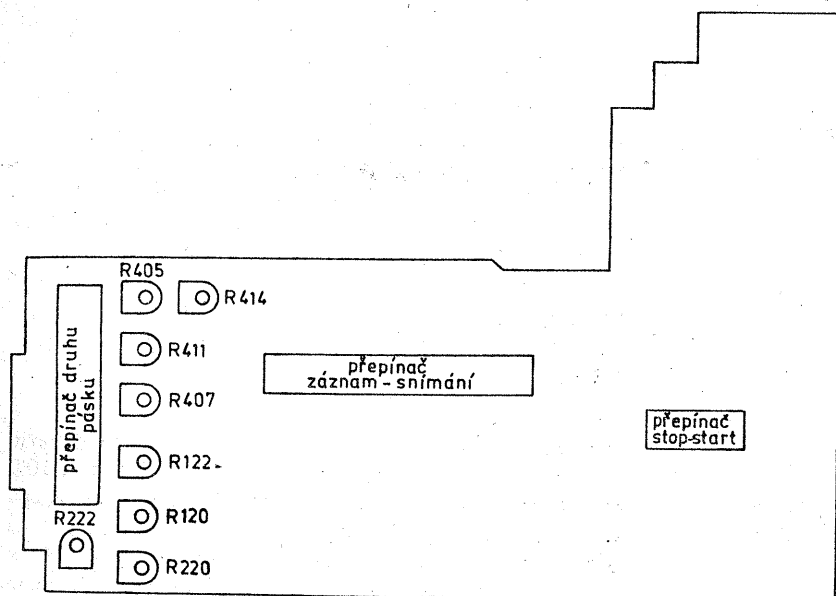 R405
R414
R411
R407
R122
R120
R220
R222
přepínač druhu
pásku
přepínač
záznam - snímání
přepínač
stop-start